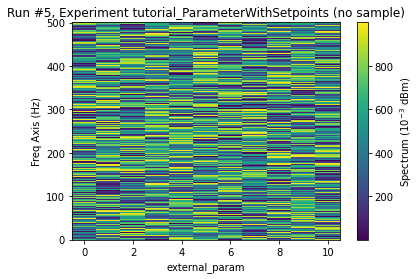 Run #5, Experiment tutorial_ParameterWithSetpoints (no sample)
500
400
300
200
100
0
Freq Axis (Hz)
0 2 4 6 8 10
external_param
800
600
400
200
Spectrum (10⁻³ dBm)